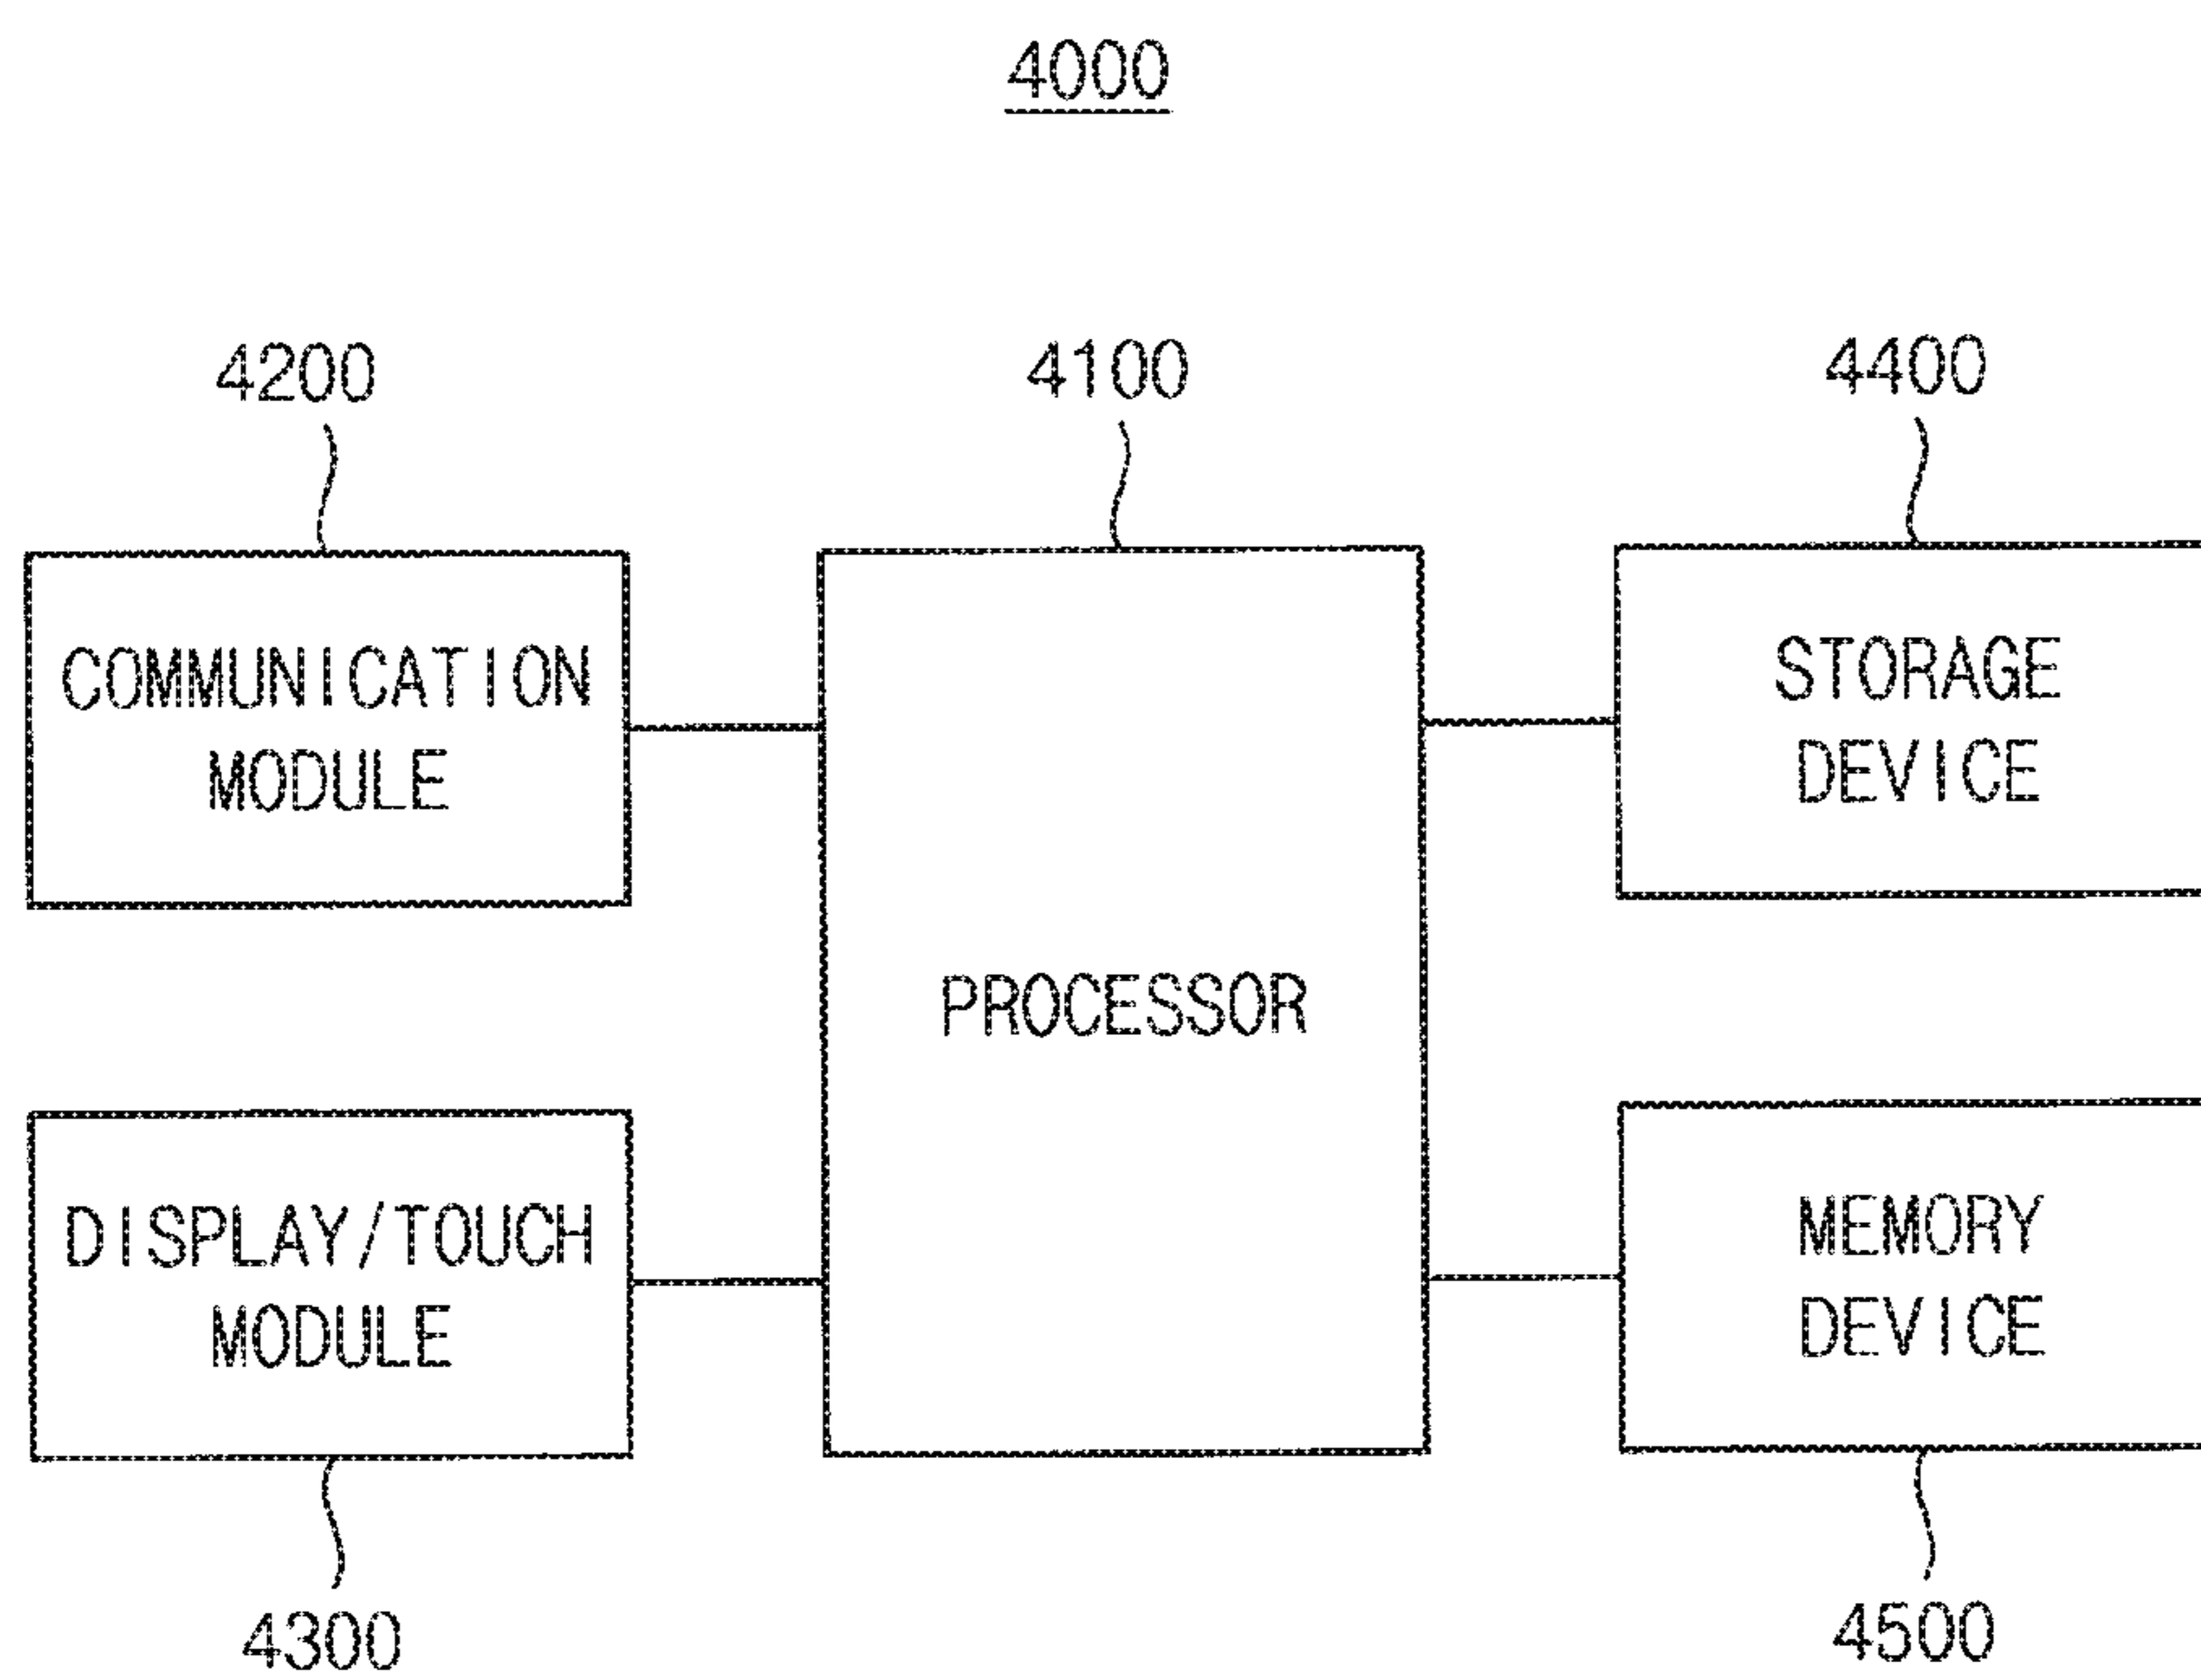 4000
4200
4100
4400
COMMUNICATION
MODULE
PROCESSOR
STORAGE
DEVICE
DISPLAY/TOUCH
MODULE
MEMORY
DEVICE
4300
4500